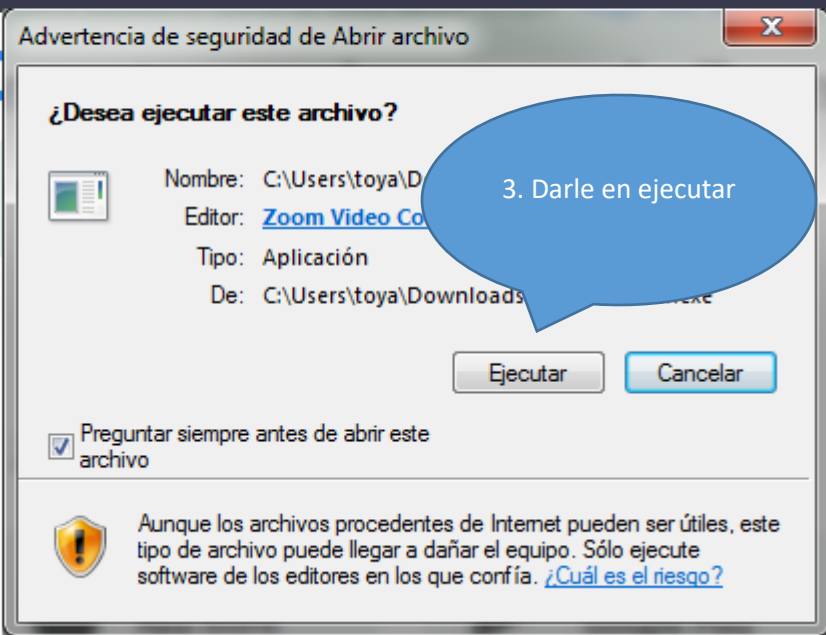 Advertencia de seguridad de Abrir archivo
¿Desea ejecutar este archivo?
Nombre: C:\Users\toya\D
3. Darle en ejecutar
Editor: Zoom Video Co
Tipo: Aplicación
De: C:\Users\toya\Downloads
Ejecutar Cancelar
Preguntar siempre antes de abrir este
archivo
Aunque los archivos procedentes de Internet pueden ser útiles, este
tipo de archivo puede llegar a dañar el equipo. Sólo ejecute
software de los editores en los que confía. ¿Cuál es el riesgo?